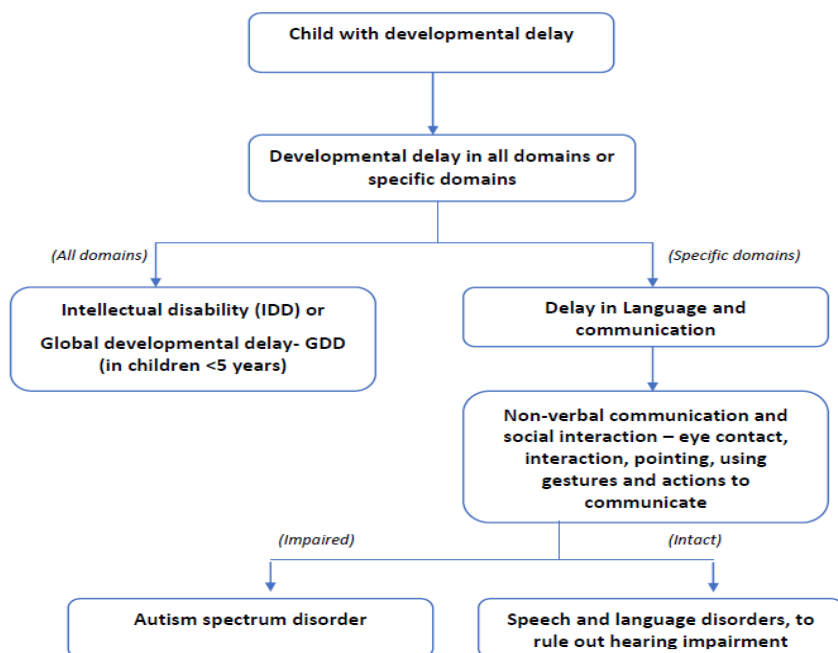 Child with developmental delay
Developmental delay in all domains or
specific domains
(All domains)
(Specific domains)
Intellectual disability (IDD) or
Global developmental delay- GDD
(in children <5 years)
Delay in Language and
communication
Non-verbal communication and
social interaction – eye contact,
interaction, pointing, using
gestures and actions to
communicate
(Impaired)
(Intact)
Autism spectrum disorder
Speech and language disorders, to
rule out hearing impairment